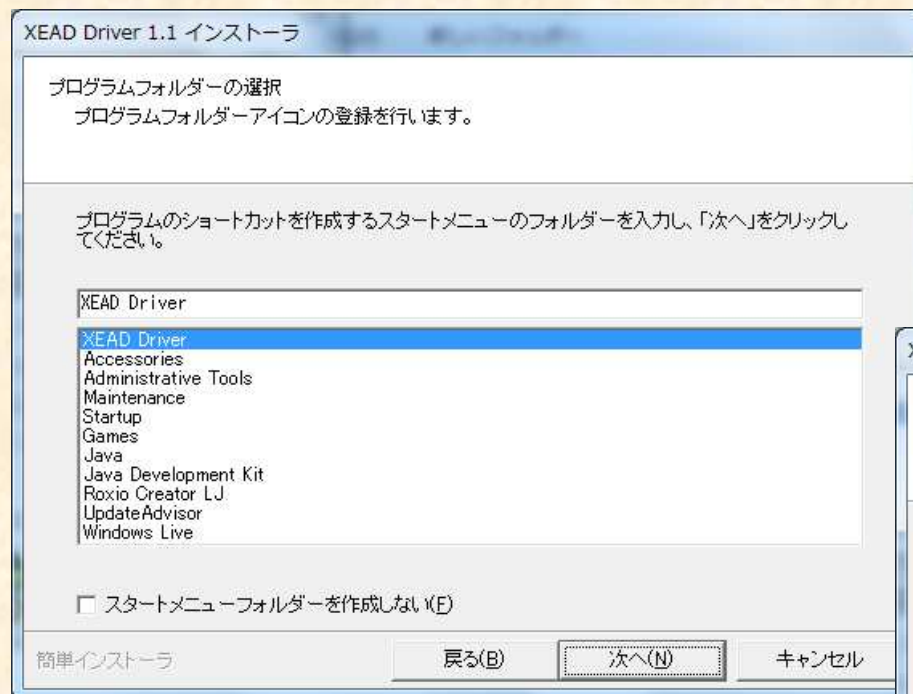 XEAD Driver 1.1 インストーラ
プログラムフォルダーの選択
プログラムフォルダーアイコンの登録を行います。
プログラムのショートカットを作成するスタートメニューのフォルダーを入力し、「次へ」をクリックし
てください。
XEAD Driver
XEAD Driver
Accessories
Administrative Tools
Maintenance
Startup
Games
Java
Java Development Kit
Roxio Creator LJ
UpdateAdvisor
Windows Live
スタートメニューフォルダーを作成しない(F)
簡単インストーラ
戻る(B)
次へ(N)
キャンセル